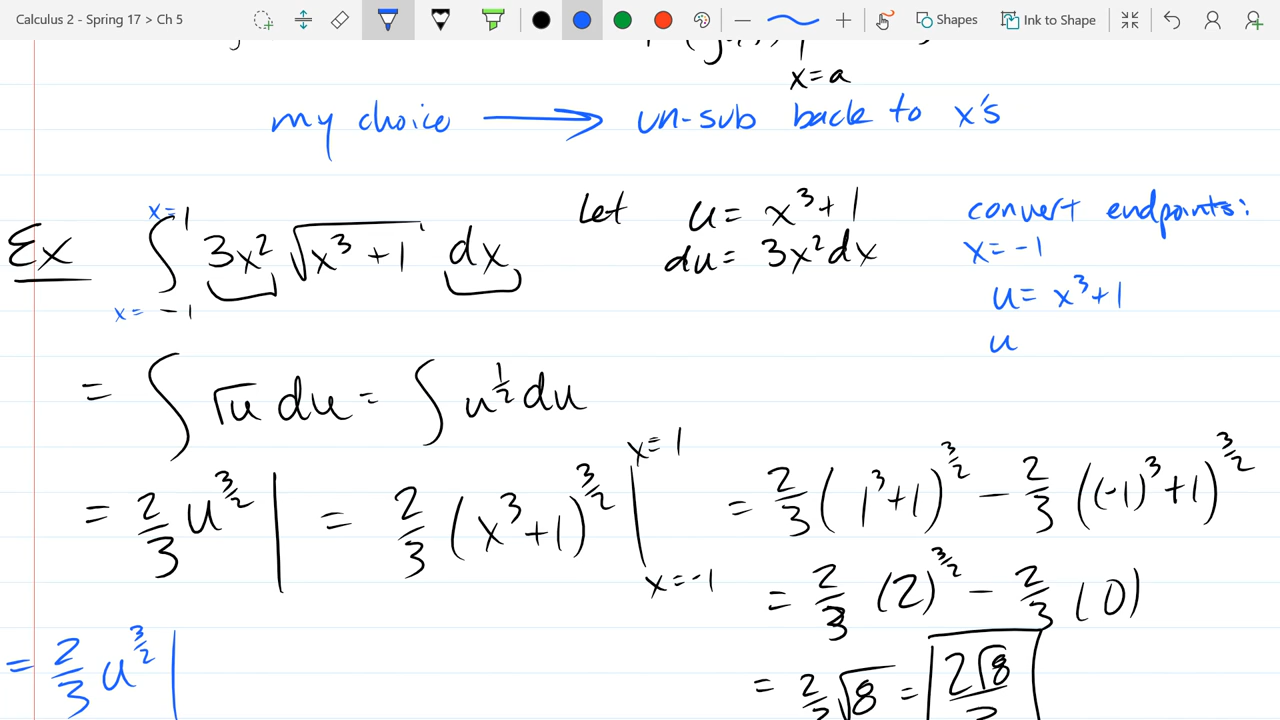 Calculus 2 - Spring 17 > Ch 5
Shapes
Ink to Shape
x=a
my choice ⟶ un-sub back to x's
Ex ∫_{x=-1}^{x=1} 3x² √(x³+1) dx
Let u = x³+1
du = 3x²dx
convert endpoints:
x=-1
u= x³+1
u
= ∫ √u du = ∫ u^{1/2} du
= 2/3 u^{3/2} | = 2/3 (x³+1)^{3/2} |_{x=-1}^{x=1} = 2/3 (1³+1)^{3/2} - 2/3 ((-1)³+1)^{3/2}
= 2/3 (2)^{3/2} - 2/3 (0)
= 2/3 √8 = 2√8/3
= 2/3 u^{3/2} |